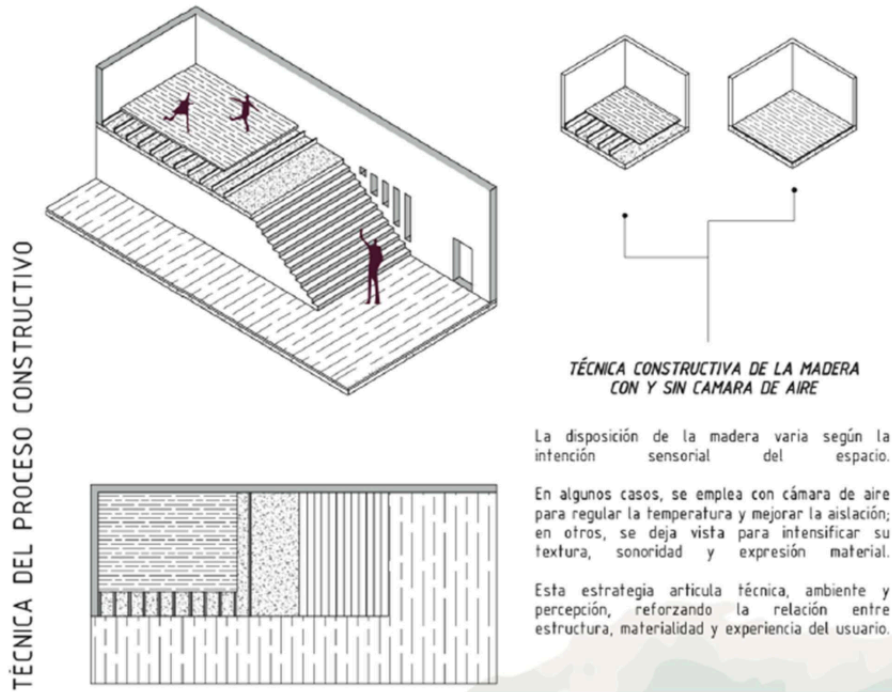 TÉCNICA DEL PROCESO CONSTRUCTIVO
TÉCNICA CONSTRUCTIVA DE LA MADERA
CON Y SIN CAMARA DE AIRE
La disposición de la madera varia según la
intención sensorial del espacio.
En algunos casos, se emplea con cámara de aire
para regular la temperatura y mejorar la aislación;
en otros, se deja vista para intensificar su
textura, sonoridad y expresión material.
Esta estrategia articula técnica, ambiente y
percepción, reforzando la relación entre
estructura, materialidad y experiencia del usuario.